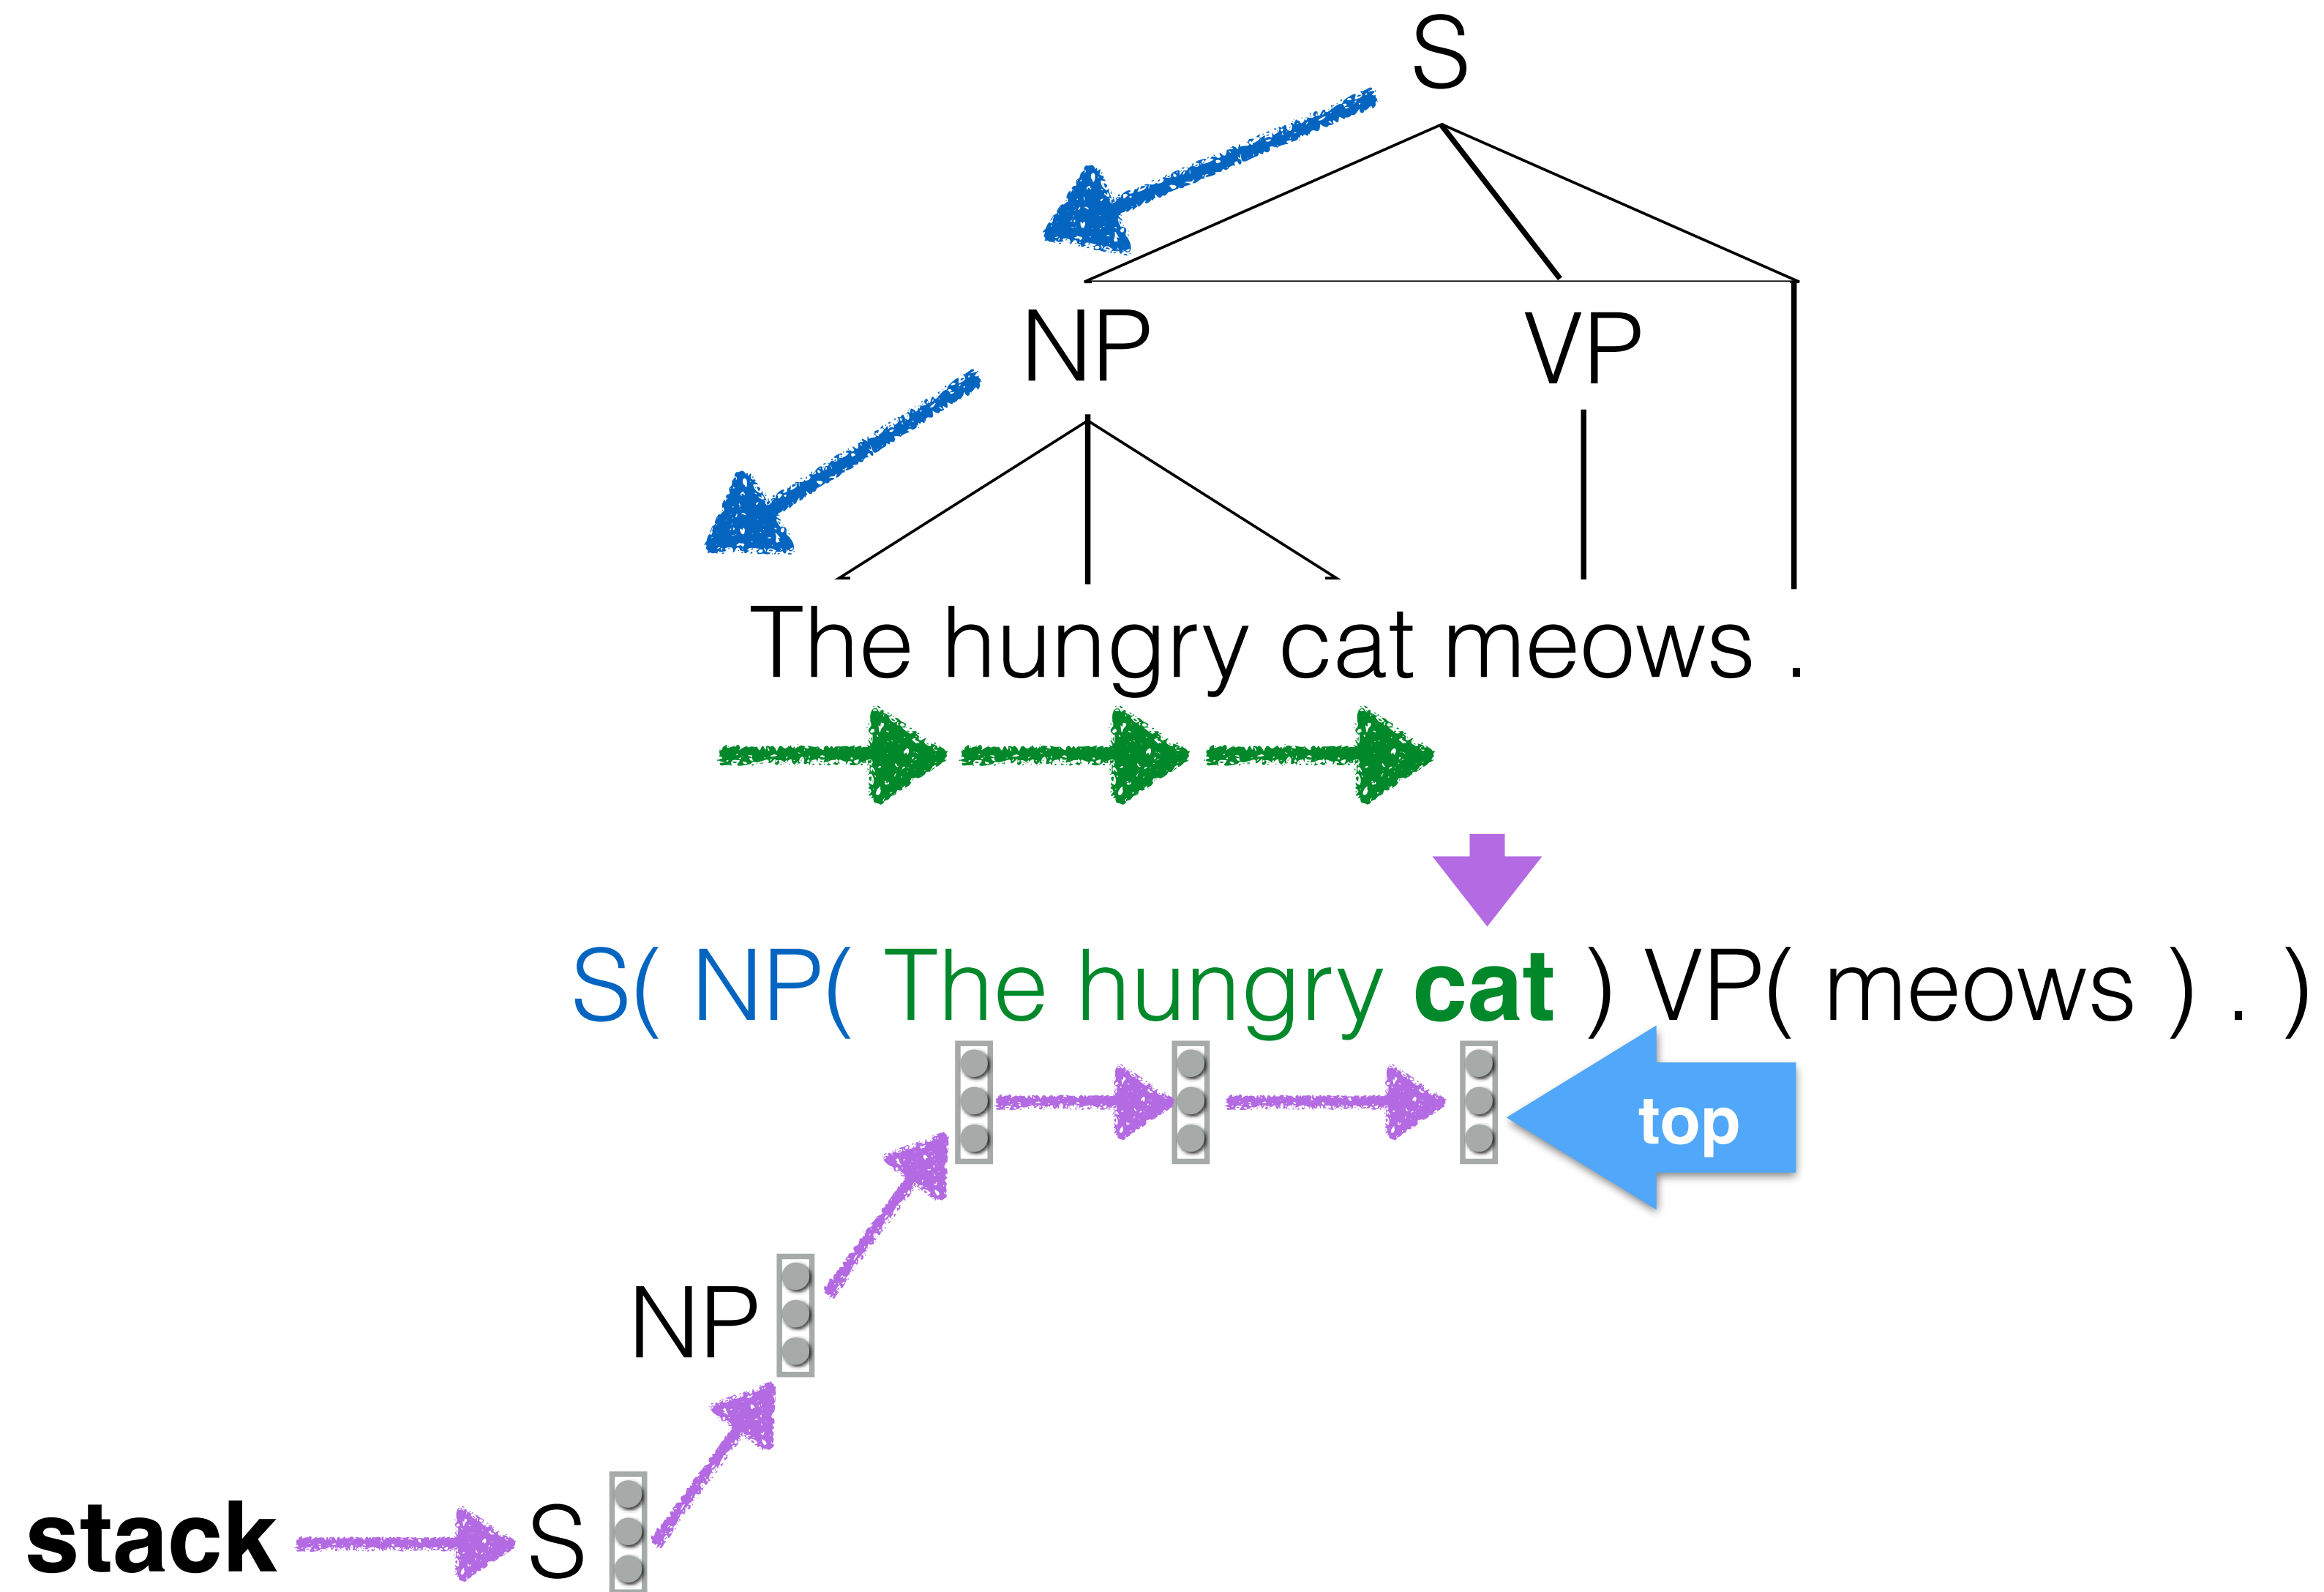 S
NP VP
The hungry cat meows .
S( NP( The hungry cat ) VP( meows ) . )
top
NP
stack S